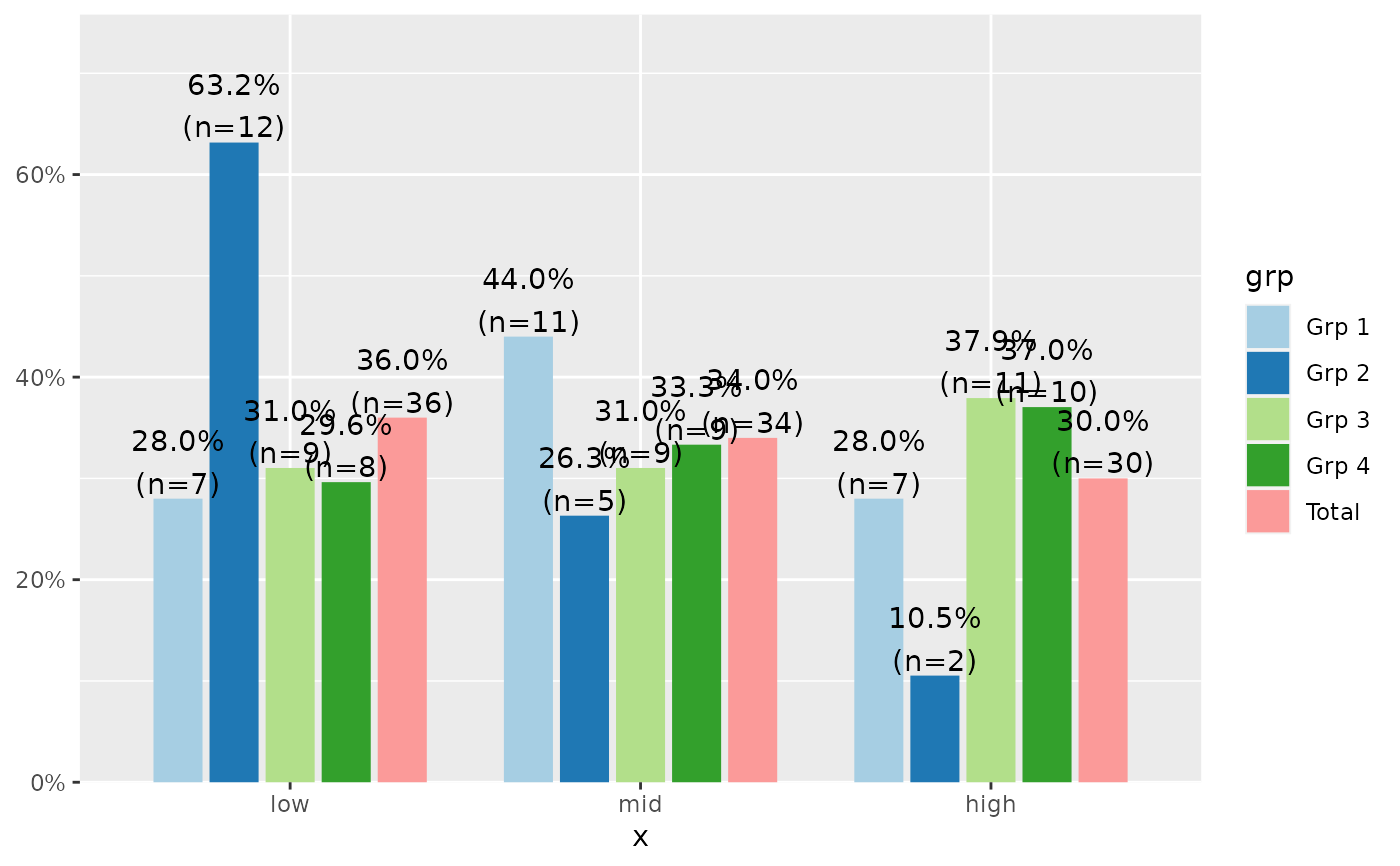 63.2%
(n=12)
28.0%
(n=7)
31.0%
(n=9)
29.6%
(n=8)
36.0%
(n=36)
44.0%
(n=11)
26.3%
(n=5)
31.0%
(n=9)
33.3%
(n=9)
34.0%
(n=34)
28.0%
(n=7)
10.5%
(n=2)
37.9%
(n=11)
37.0%
(n=10)
30.0%
(n=30)
60%
40%
20%
0%
low
mid
high
x
grp
Grp 1
Grp 2
Grp 3
Grp 4
Total